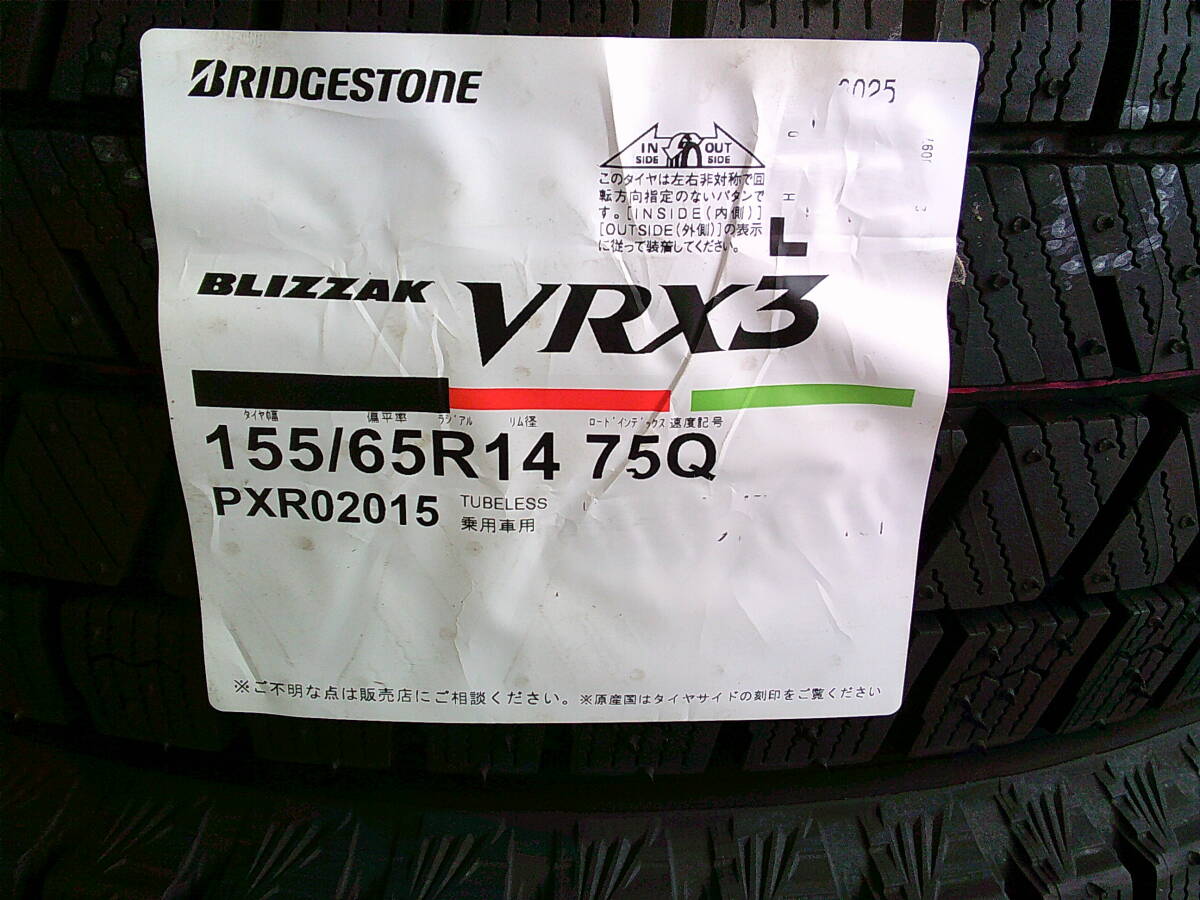 BRIDGESTONE
IN SIDE OUT SIDE
このタイヤは左右非対称で回
転方向指定のないパタンで
す。[INSIDE(内側)]
[OUTSIDE(外側)]の表示
に従って装着してください。
L
BLIZZAK VRX3
タイヤ幅 偏平率 ラジアル リム径 ロードインデックス 速度記号
155/65R14 75Q
PXR02015 TUBELESS
乗用車用
※ご不明な点は販売店にご相談ください。 ※原産国はタイヤサイドの刻印をご覧ください